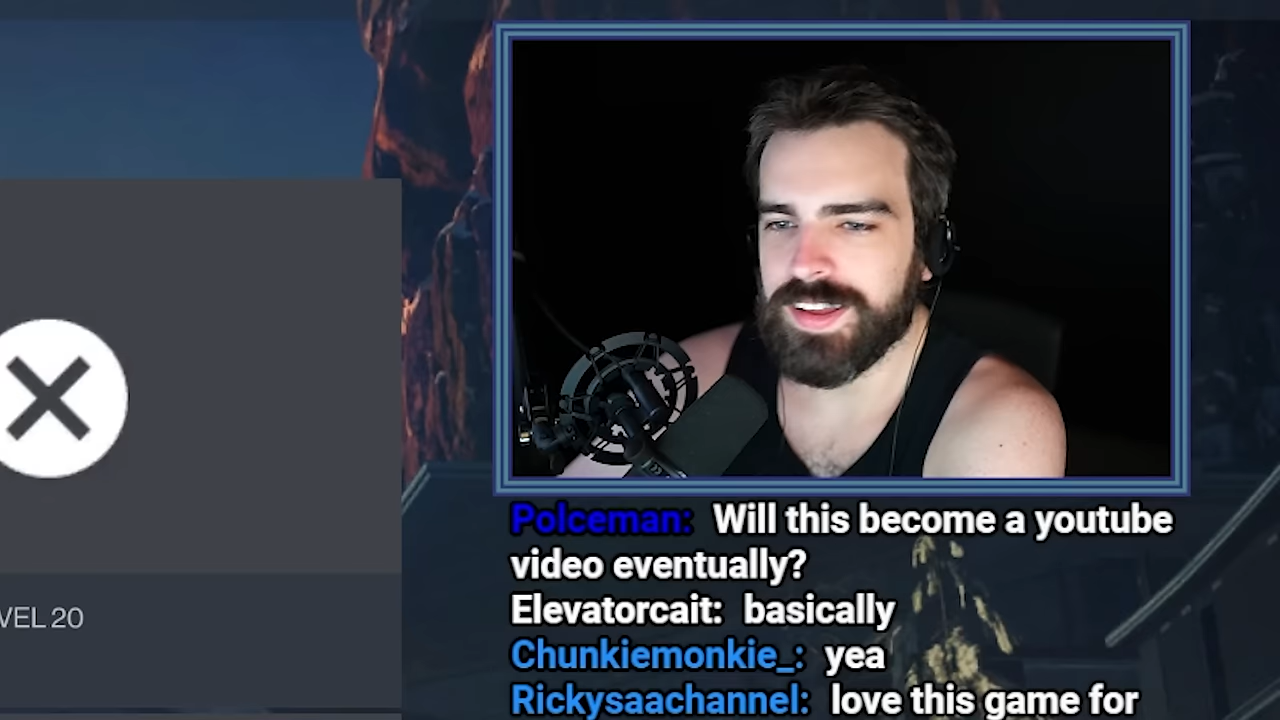 VEL 20
Polceman: Will this become a youtube
video eventually?
Elevatorcait: basically
Chunkiemonkie_: yea
Rickysaachannel: love this game for